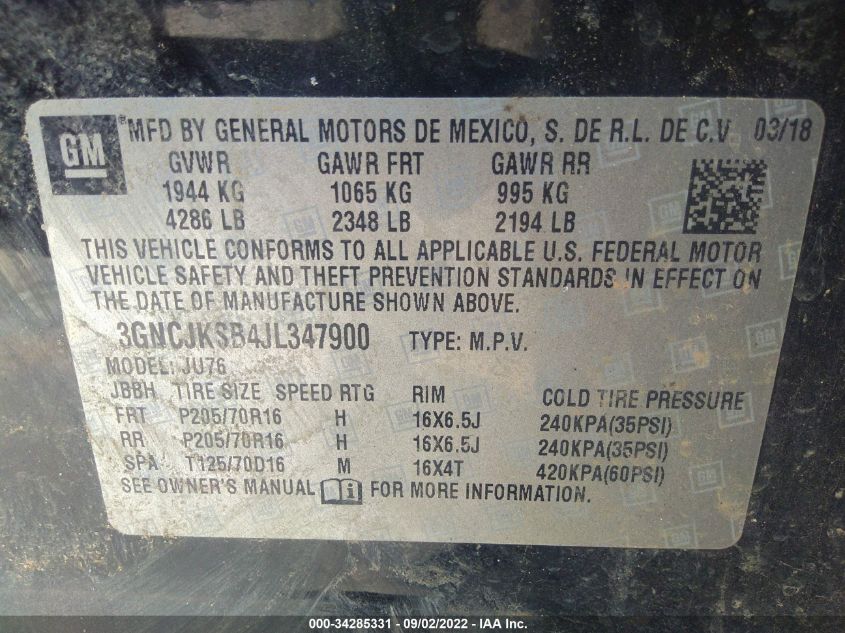 GM
MFD BY GENERAL MOTORS DE MEXICO, S. DE R.L. DE C.V 03/18
GVWR GAWR FRT GAWR RR
1944 KG 1065 KG 995 KG
4286 LB 2348 LB 2194 LB
THIS VEHICLE CONFORMS TO ALL APPLICABLE U.S. FEDERAL MOTOR
VEHICLE SAFETY AND THEFT PREVENTION STANDARDS IN EFFECT ON
THE DATE OF MANUFACTURE SHOWN ABOVE.
3GNCJKSB4JL347900 TYPE: M.P.V.
MODEL: JU76
JBBH TIRE SIZE SPEED RTG RIM COLD TIRE PRESSURE
FRT P205/70R16 H 16X6.5J 240KPA(35PSI)
RR P205/70R16 H 16X6.5J 240KPA(35PSI)
SPA T125/70D16 M 16X4T 420KPA(60PSI)
SEE OWNER'S MANUAL FOR MORE INFORMATION.
000-34285331 - 09/02/2022 - IAA Inc.